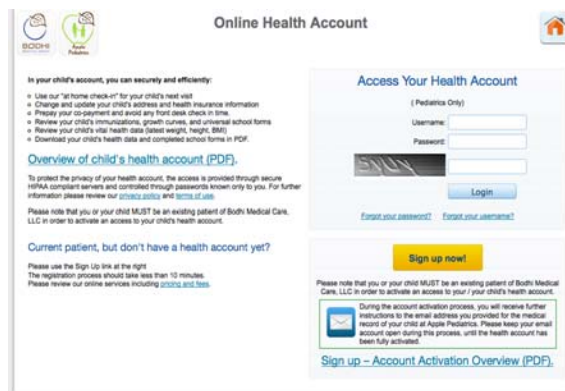 Online Health Account
BODHI
Apple
Pediatrics
In your child's account, you can securely and efficiently:
Use our "at home check-in" for your child's next visit
Change and update your child's address and health insurance information
Prepay your co-payment and avoid any front desk check in time.
Review your child's immunizations, growth curves, and universal school forms
Review your child's vital health data (latest weight, height, BMI)
Download your child's health data and completed school forms in PDF.
Overview of child's health account (PDF).
To protect the privacy of your health account, the access is provided through secure
HIPAA compliant servers and controlled through passwords known only to you. For further
information please review our privacy policy and terms of use.
Please note that you or your child MUST be an existing patient of Bodhi Medical Care,
LLC in order to activate an access to your child's health account.
Current patient, but don't have a health account yet?
Please use the Sign Up link at the right
The registration process should take less than 10 minutes.
Please review our online services including pricing and fees.
Access Your Health Account
( Pediatrics Only)
Username:
Password:
Login
Forgot your password? Forgot your username?
Sign up now!
Please note that you or your child MUST be an existing patient of Bodhi Medical
Care, LLC in order to activate an access to your / your child's health account.
During the account activation process, you will receive further
instructions to the email address you provided for the medical
record of your child at Apple Pediatrics. Please keep your email
account open during this process, until the health account has
been fully activated.
Sign up – Account Activation Overview (PDF).